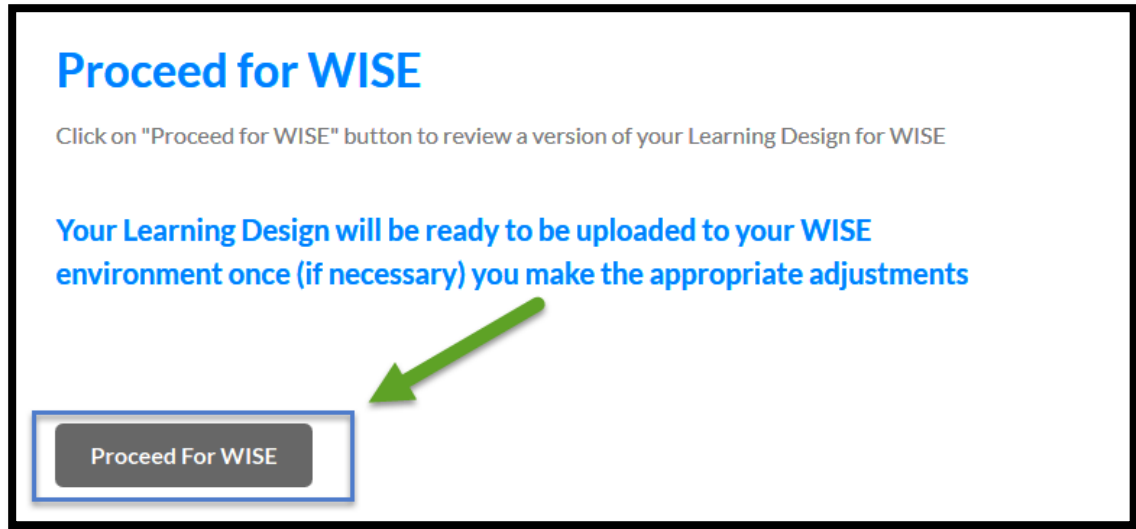 Proceed for WISE
Click on "Proceed for WISE" button to review a version of your Learning Design for WISE
Your Learning Design will be ready to be uploaded to your WISE
environment once (if necessary) you make the appropriate adjustments
Proceed For WISE